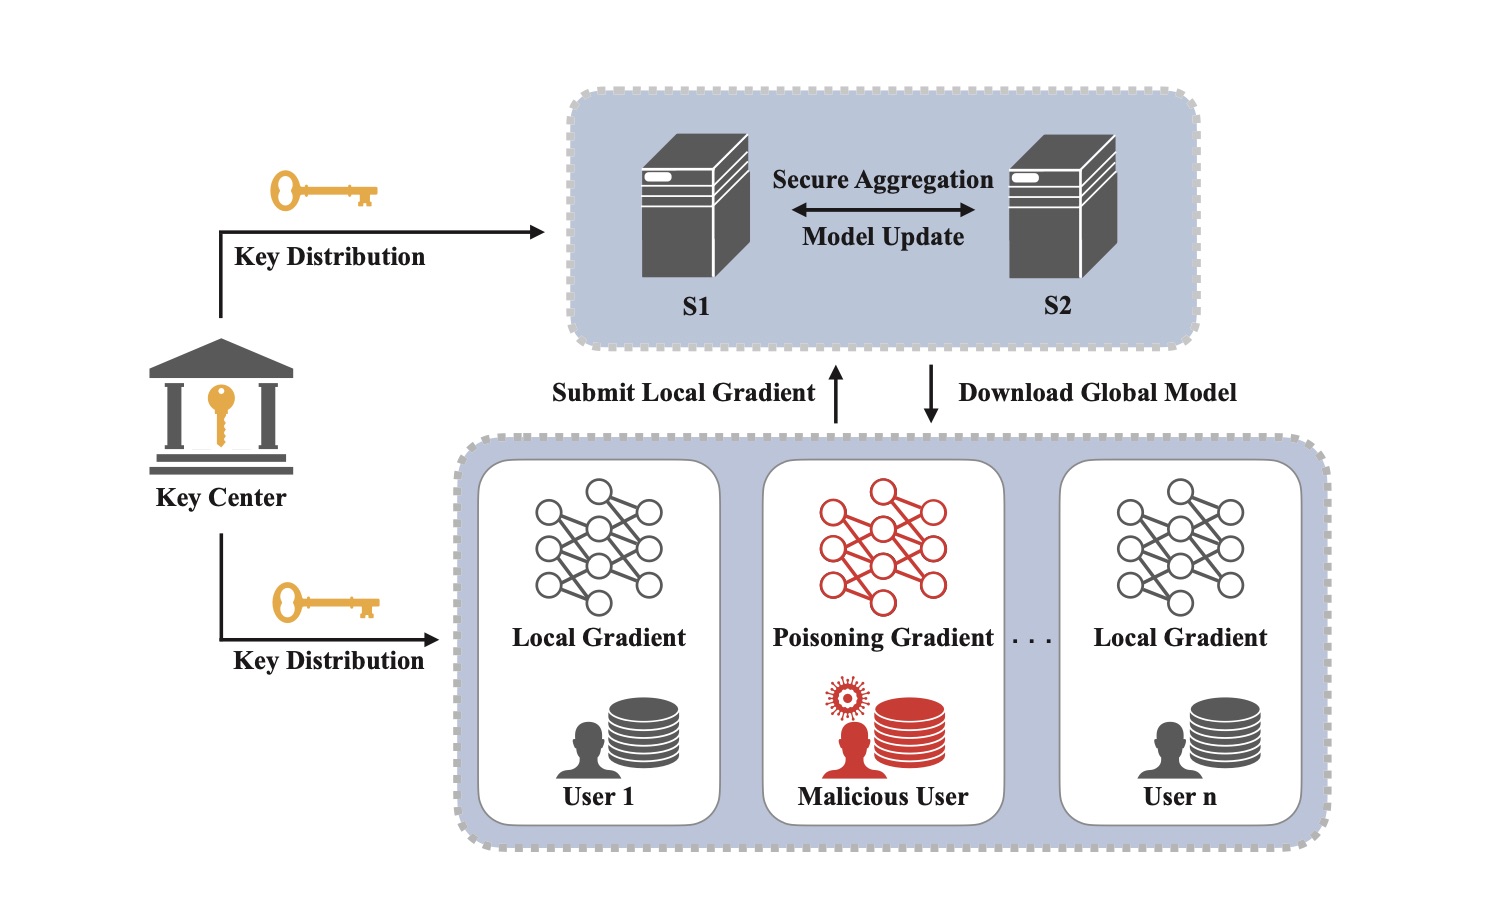 Secure Aggregation
Model Update
Key Distribution
S1
S2
Submit Local Gradient
Download Global Model
Key Center
Local Gradient
Poisoning Gradient
. . .
Local Gradient
Key Distribution
User 1
Malicious User
User n